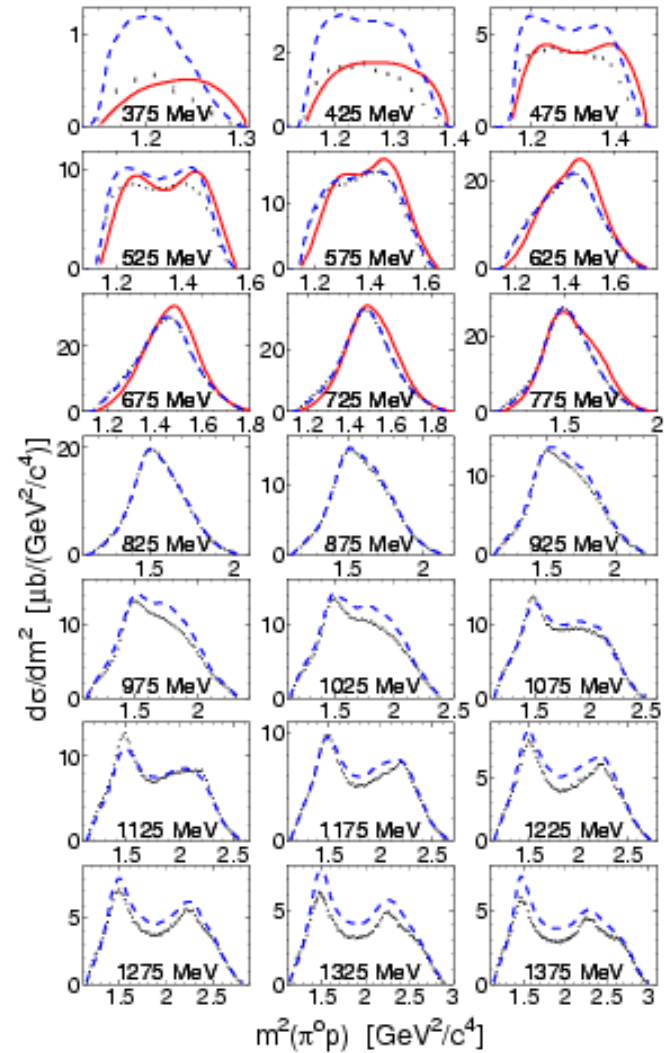 1
0
375 MeV
1.2 1.3
2
0
425 MeV
1.2 1.3 1.4
5
0
475 MeV
1.2 1.4
10
0
525 MeV
1.2 1.4 1.6
10
0
575 MeV
1.2 1.4 1.6
20
0
625 MeV
1.2 1.4 1.6
20
0
675 MeV
1.2 1.4 1.6 1.8
20
0
725 MeV
1.2 1.4 1.6 1.8
20
0
775 MeV
1.5 2
20
10
0
825 MeV
1.5 2
10
0
875 MeV
1.5 2
10
0
925 MeV
1.5 2
10
0
975 MeV
1.5 2
10
0
1025 MeV
1.5 2 2.5
10
0
1075 MeV
1.5 2 2.5
10
0
1125 MeV
1.5 2 2.5
10
5
0
1175 MeV
1.5 2 2.5
5
0
1225 MeV
1.5 2 2.5
5
0
1275 MeV
1.5 2 2.5
5
0
1325 MeV
1.5 2 2.5 3
5
0
1375 MeV
1.5 2 2.5 3
dσ/dm² [μb/(GeV²/c⁴)]
m²(π⁰p) [GeV²/c⁴]